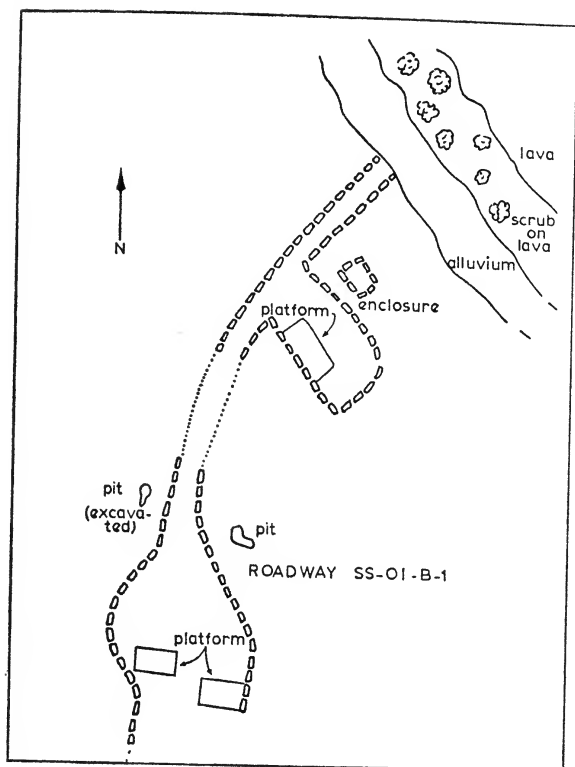 lava
scrub
on
lava
alluvium
N
enclosure
platform
pit
(excava-
ted)
pit
ROADWAY SS-01-B-1
platform